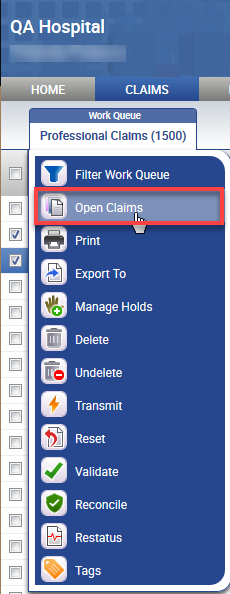 QA Hospital
HOME
CLAIMS
Work Queue
Professional Claims (1500)
Filter Work Queue
Open Claims
Print
Export To
Manage Holds
Delete
Undelete
Transmit
Reset
Validate
Reconcile
Restatus
Tags